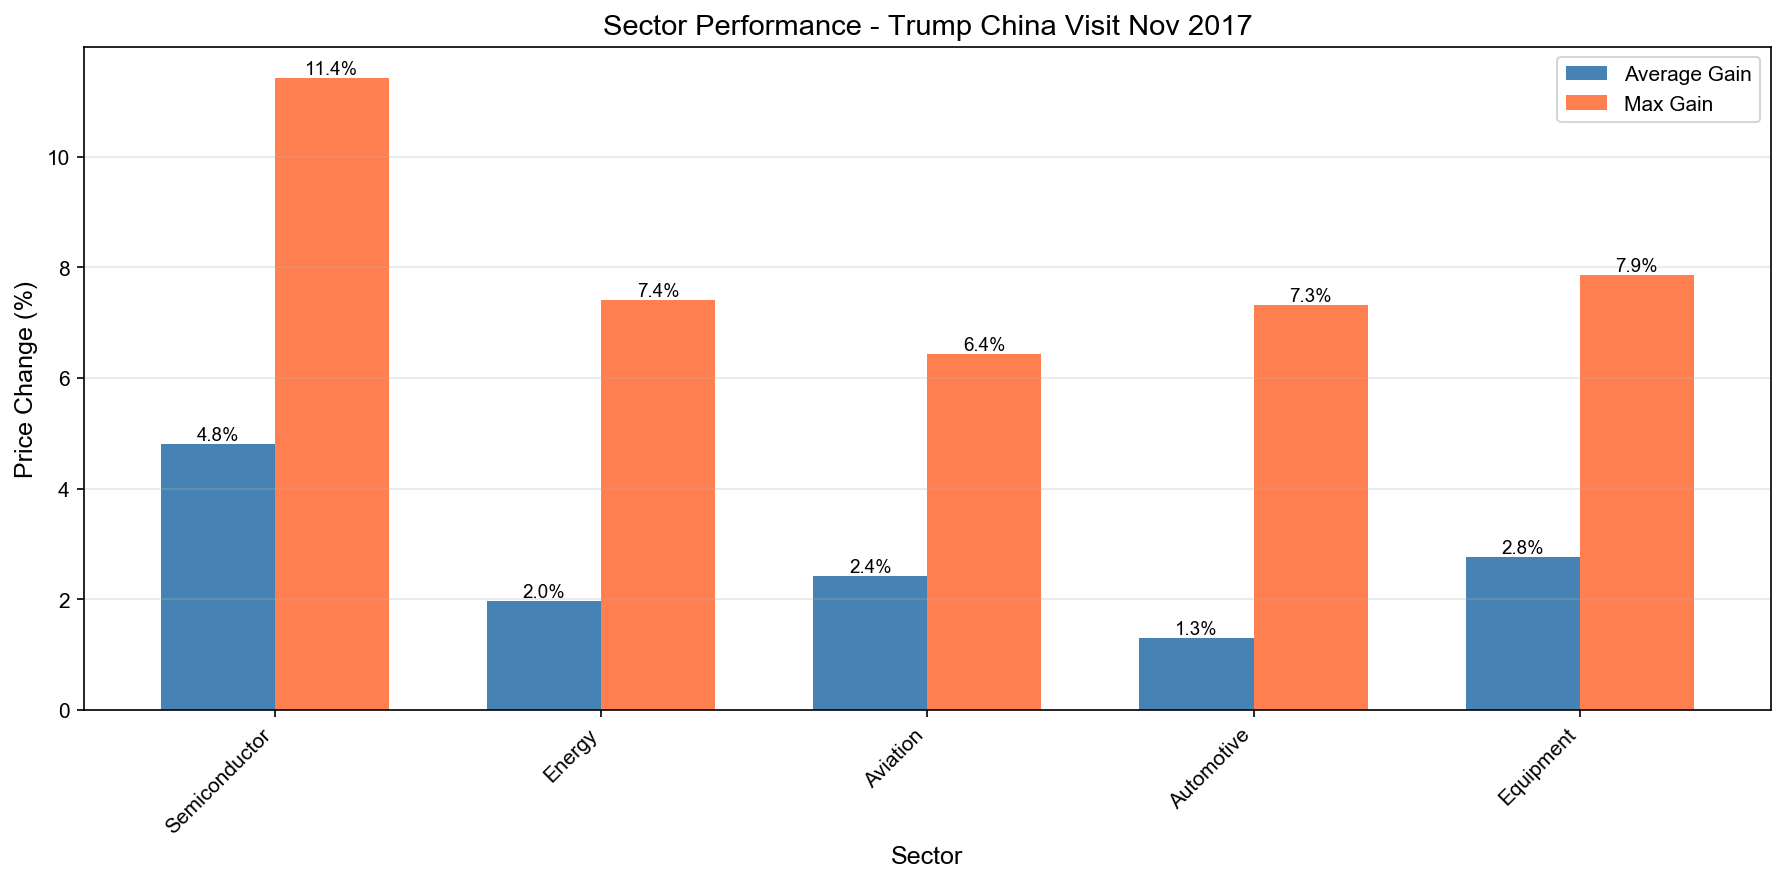 Sector Performance - Trump China Visit Nov 2017
Average Gain
Max Gain
Price Change (%)
10
8
6
4
2
0
4.8%
11.4%
2.0%
7.4%
2.4%
6.4%
1.3%
7.3%
2.8%
7.9%
Semiconductor
Energy
Aviation
Automotive
Equipment
Sector